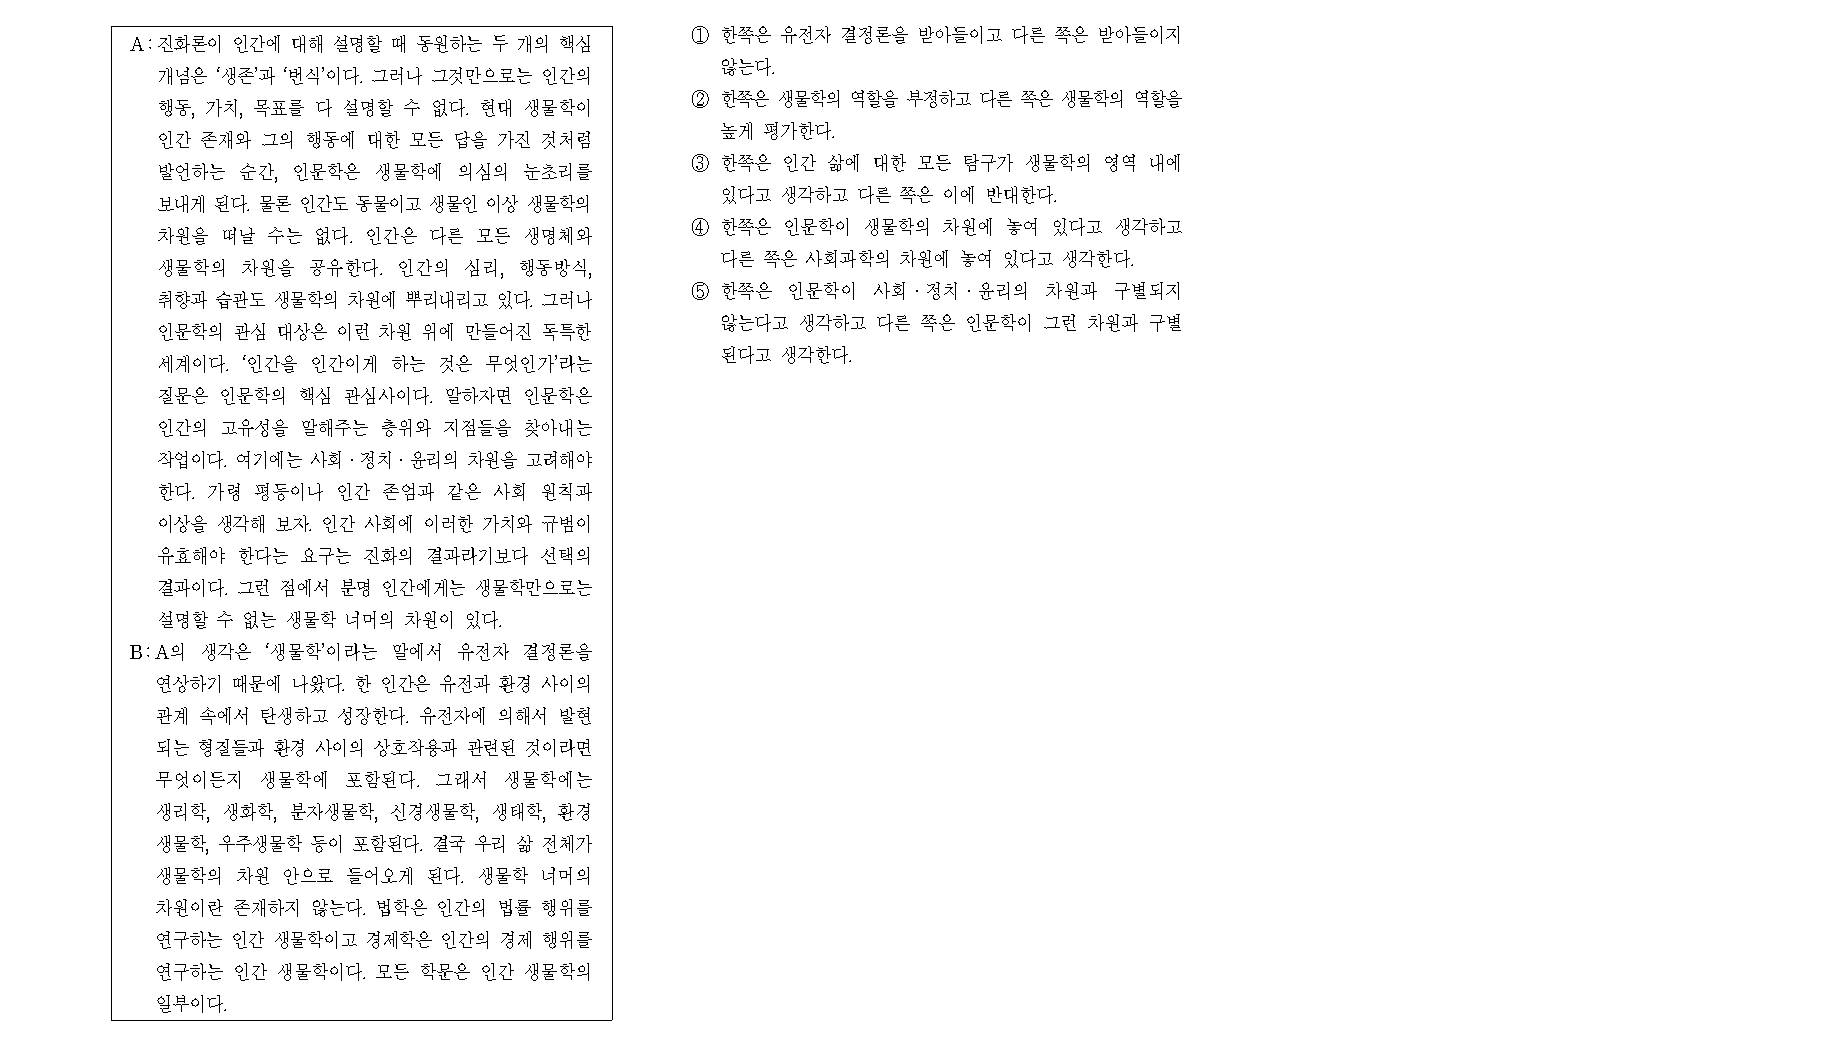 A : 진화론이 인간에 대해 설명할 때 동원하는 두 개의 핵심
개념은 ‘생존’과 ‘번식’이다. 그러나 그것만으로는 인간의
행동, 가치, 목표를 다 설명할 수 없다. 현대 생물학이
인간 존재와 그의 행동에 대한 모든 답을 가진 것처럼
발언하는 순간, 인문학은 생물학에 의심의 눈초리를
보내게 된다. 물론 인간도 동물이고 생물인 이상 생물학의
차원을 떠날 수는 없다. 인간은 다른 모든 생명체와
생물학의 차원을 공유한다. 인간의 심리, 행동방식,
취향과 습관도 생물학의 차원에 뿌리내리고 있다. 그러나
인문학의 관심 대상은 이런 차원 위에 만들어진 독특한
세계이다. ‘인간을 인간이게 하는 것은 무엇인가’라는
질문은 인문학의 핵심 관심사이다. 말하자면 인문학은
인간의 고유성을 말해주는 층위와 지점들을 찾아내는
작업이다. 여기에는 사회ㆍ정치ㆍ윤리의 차원을 고려해야
한다. 가령 평등이나 인간 존엄과 같은 사회 원칙과
이상을 생각해 보자. 인간 사회에 이러한 가치와 규범이
유효해야 한다는 요구는 진화의 결과라기보다 선택의
결과이다. 그런 점에서 분명 인간에게는 생물학만으로는
설명할 수 없는 생물학 너머의 차원이 있다.
B : A의 생각은 ‘생물학’이라는 말에서 유전자 결정론을
연상하기 때문에 나왔다. 한 인간은 유전과 환경 사이의
관계 속에서 탄생하고 성장한다. 유전자에 의해서 발현
되는 형질들과 환경 사이의 상호작용과 관련된 것이라면
무엇이든지 생물학에 포함된다. 그래서 생물학에는
생리학, 생화학, 분자생물학, 신경생물학, 생태학, 환경
생물학, 우주생물학 등이 포함된다. 결국 우리 삶 전체가
생물학의 차원 안으로 들어오게 된다. 생물학 너머의
차원이란 존재하지 않는다. 법학은 인간의 법률 행위를
연구하는 인간 생물학이고 경제학은 인간의 경제 행위를
연구하는 인간 생물학이다. 모든 학문은 인간 생물학의
일부이다.
① 한쪽은 유전자 결정론을 받아들이고 다른 쪽은 받아들이지
않는다.
② 한쪽은 생물학의 역할을 부정하고 다른 쪽은 생물학의 역할을
높게 평가한다.
③ 한쪽은 인간 삶에 대한 모든 탐구가 생물학의 영역 내에
있다고 생각하고 다른 쪽은 이에 반대한다.
④ 한쪽은 인문학이 생물학의 차원에 놓여 있다고 생각하고
다른 쪽은 사회과학의 차원에 놓여 있다고 생각한다.
⑤ 한쪽은 인문학이 사회ㆍ정치ㆍ윤리의 차원과 구별되지
않는다고 생각하고 다른 쪽은 인문학이 그런 차원과 구별
된다고 생각한다.